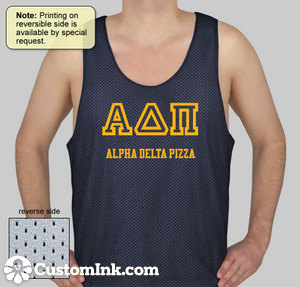 Note: Printing on
reversible side is
available by special
request.
ΑΔΠ
ALPHA DELTA PIZZA
reverse side
CustomInk.com